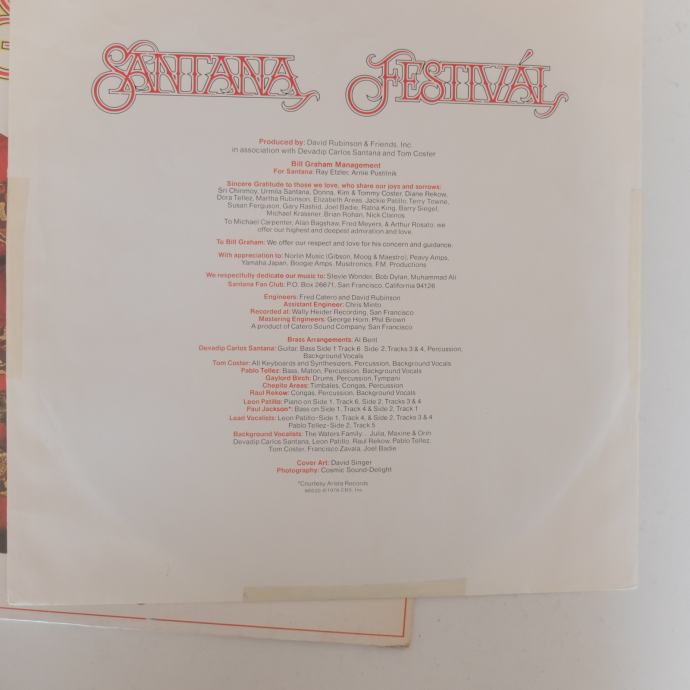 SANTANA FESTIVÁL
Produced by: David Rubinson & Friends, Inc.
in association with Devadip Carlos Santana and Tom Coster
Bill Graham Management
For Santana: Ray Etzler, Arnie Pustilnik
Sincere Gratitude to those we love, who share our joys and sorrows:
Sri Chinmoy, Urmila Santana, Donna, Kim & Tommy Coster, Diane Rekow,
Dora Tellez, Martha Rubinson, Elizabeth Areas, Jackie Patillo, Terry Towne,
Susan Ferguson, Gary Rashid, Joel Badie, Ratna King, Barry Siegel,
Michael Krassner, Brian Rohan, Nick Clainos
To Michael Carpenter, Alan Bagshaw, Fred Meyers, & Arthur Rosato: we
offer our highest and deepest admiration and love.
To Bill Graham: We offer our respect and love for his concern and guidance.
With appreciation to: Norlin Music (Gibson, Moog & Maestro), Peavy Amps,
Yamaha Japan, Boogie Amps, Musitronics, F.M. Productions
We respectfully dedicate our music to: Stevie Wonder, Bob Dylan, Muhammad Ali
Santana Fan Club: P.O. Box 26671, San Francisco, California 94126
Engineers: Fred Catero and David Rubinson
Assistant Engineer: Chris Minto
Recorded at: Wally Heider Recording, San Francisco
Mastering Engineers: George Horn, Phil Brown
A product of Catero Sound Company, San Francisco
Brass Arrangements: Al Bent
Devadip Carlos Santana: Guitar, Bass Side 1 Track 6 Side 2, Tracks 3 & 4, Percussion,
Background Vocals
Tom Coster: All Keyboards and Synthesizers, Percussion, Background Vocals
Pablo Tellez: Bass, Maton, Percussion, Background Vocals
Gaylord Birch: Drums, Percussion, Tympani
Chepito Areas: Timbales, Congas, Percussion
Raul Rekow: Congas, Percussion, Background Vocals
Leon Patillo: Piano on Side 1, Track 6, Side 2, Tracks 3 & 4
Paul Jackson*: Bass on Side 1, Track 4 & Side 2, Track 1
Lead Vocalists: Leon Patillo-Side 1, Track 4, & Side 2, Tracks 3 & 4
Pablo Tellez-Side 2, Track 5
Background Vocalists: The Waters Family... Julia, Maxine & Oren
Devadip Carlos Santana, Leon Patillo, Raul Rekow, Pablo Tellez,
Tom Coster, Francisco Zavala, Joel Badie
Cover Art: David Singer
Photography: Cosmic Sound-Delight
*Courtesy Arista Records
© 1976 CBS, Inc.